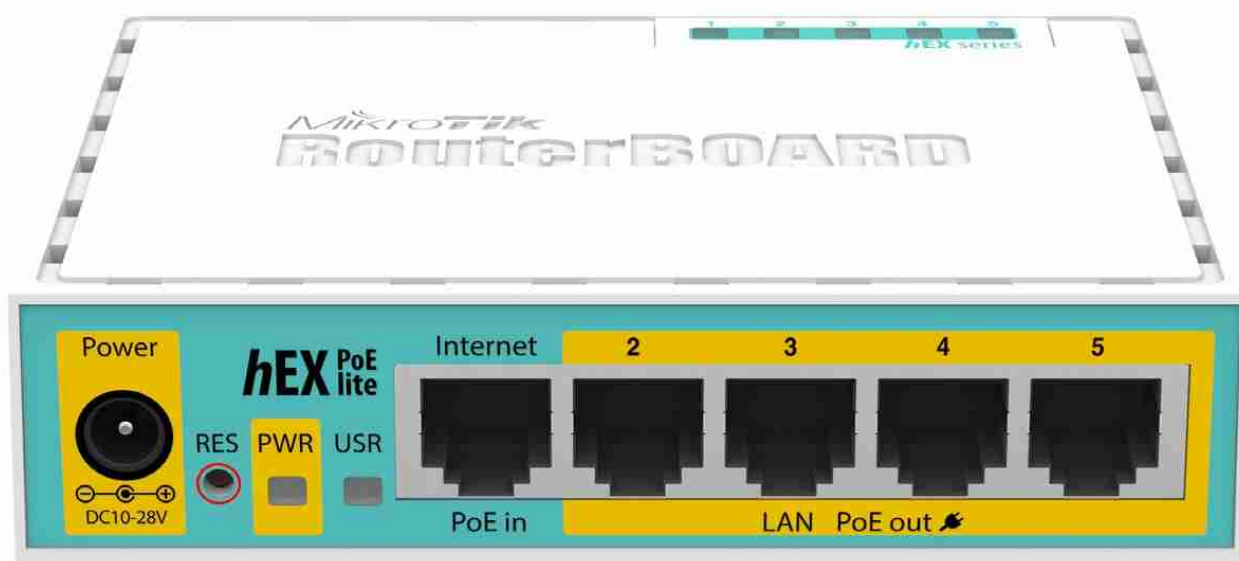 1 2 3 4 5
hEX series
MikroTik
RouterBOARD
Power
hEX PoE lite
Internet 2 3 4 5
RES PWR USR
DC10-28V
PoE in LAN PoE out